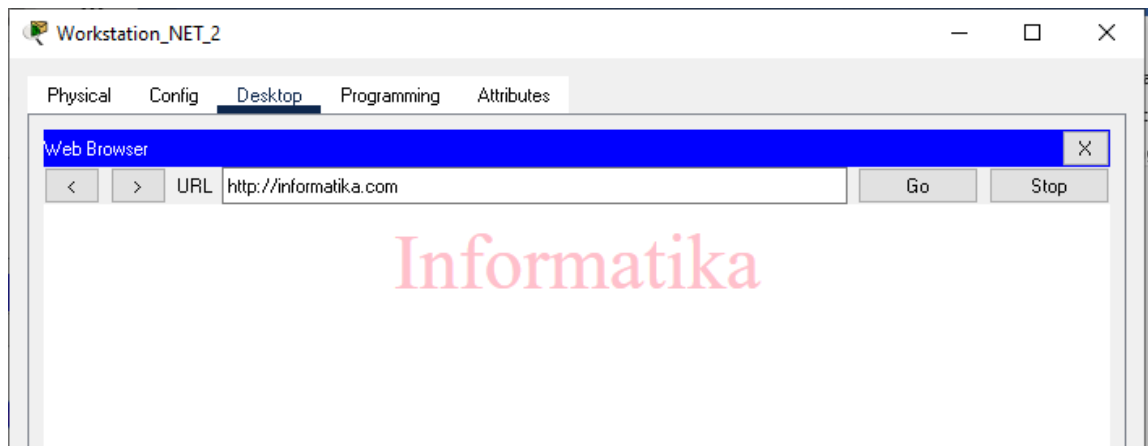 Workstation_NET_2
Physical Config Desktop Programming Attributes
Web Browser X
< > URL http://informatika.com Go Stop
Informatika